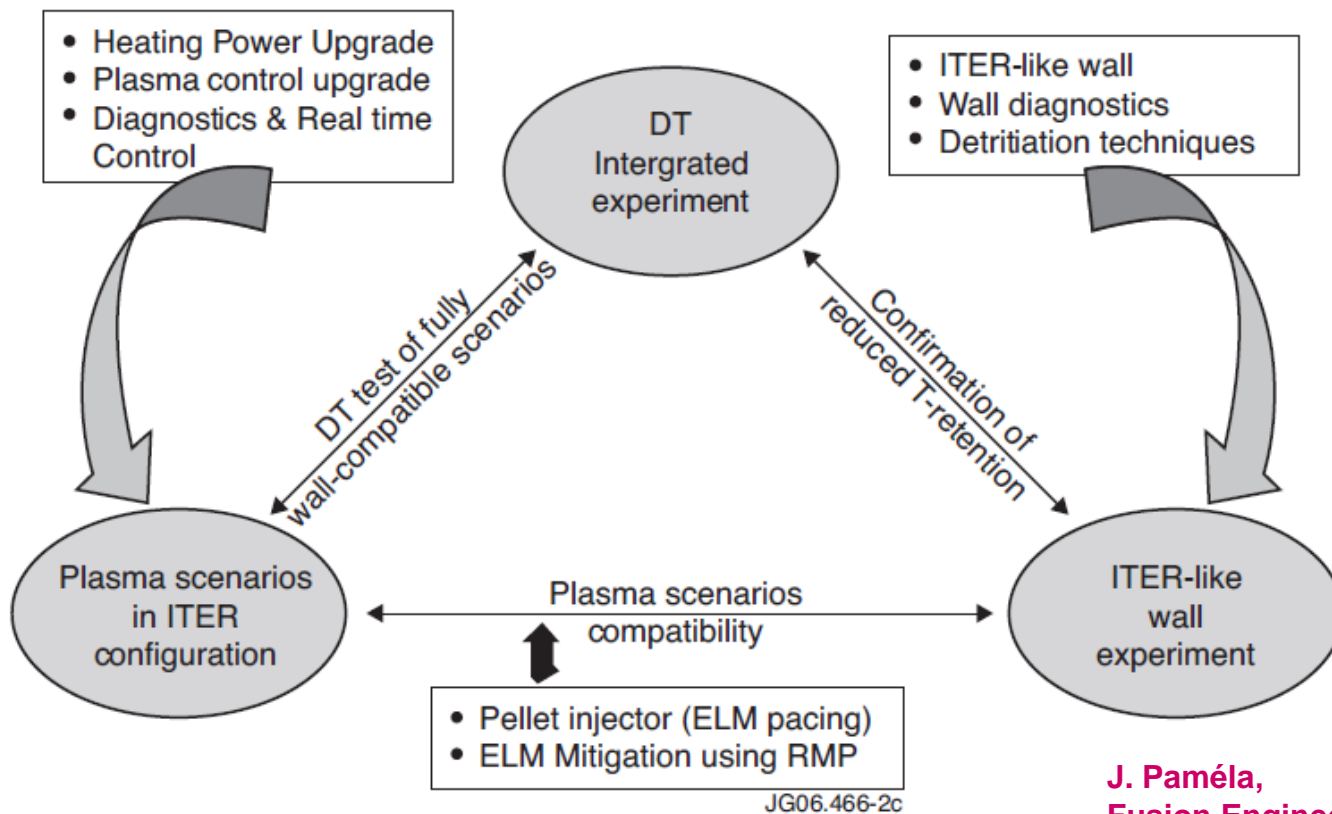 • Heating Power Upgrade
• Plasma control upgrade
• Diagnostics & Real time
Control
• ITER-like wall
• Wall diagnostics
• Detritiation techniques
DT
Intergrated
experiment
DT test of fully
wall-compatible scenarios
Confirmation of
reduced T-retention
Plasma scenarios
in ITER
configuration
Plasma scenarios
compatibility
ITER-like
wall
experiment
• Pellet injector (ELM pacing)
• ELM Mitigation using RMP
JG06.466-2c
J. Paméla,
Fusion